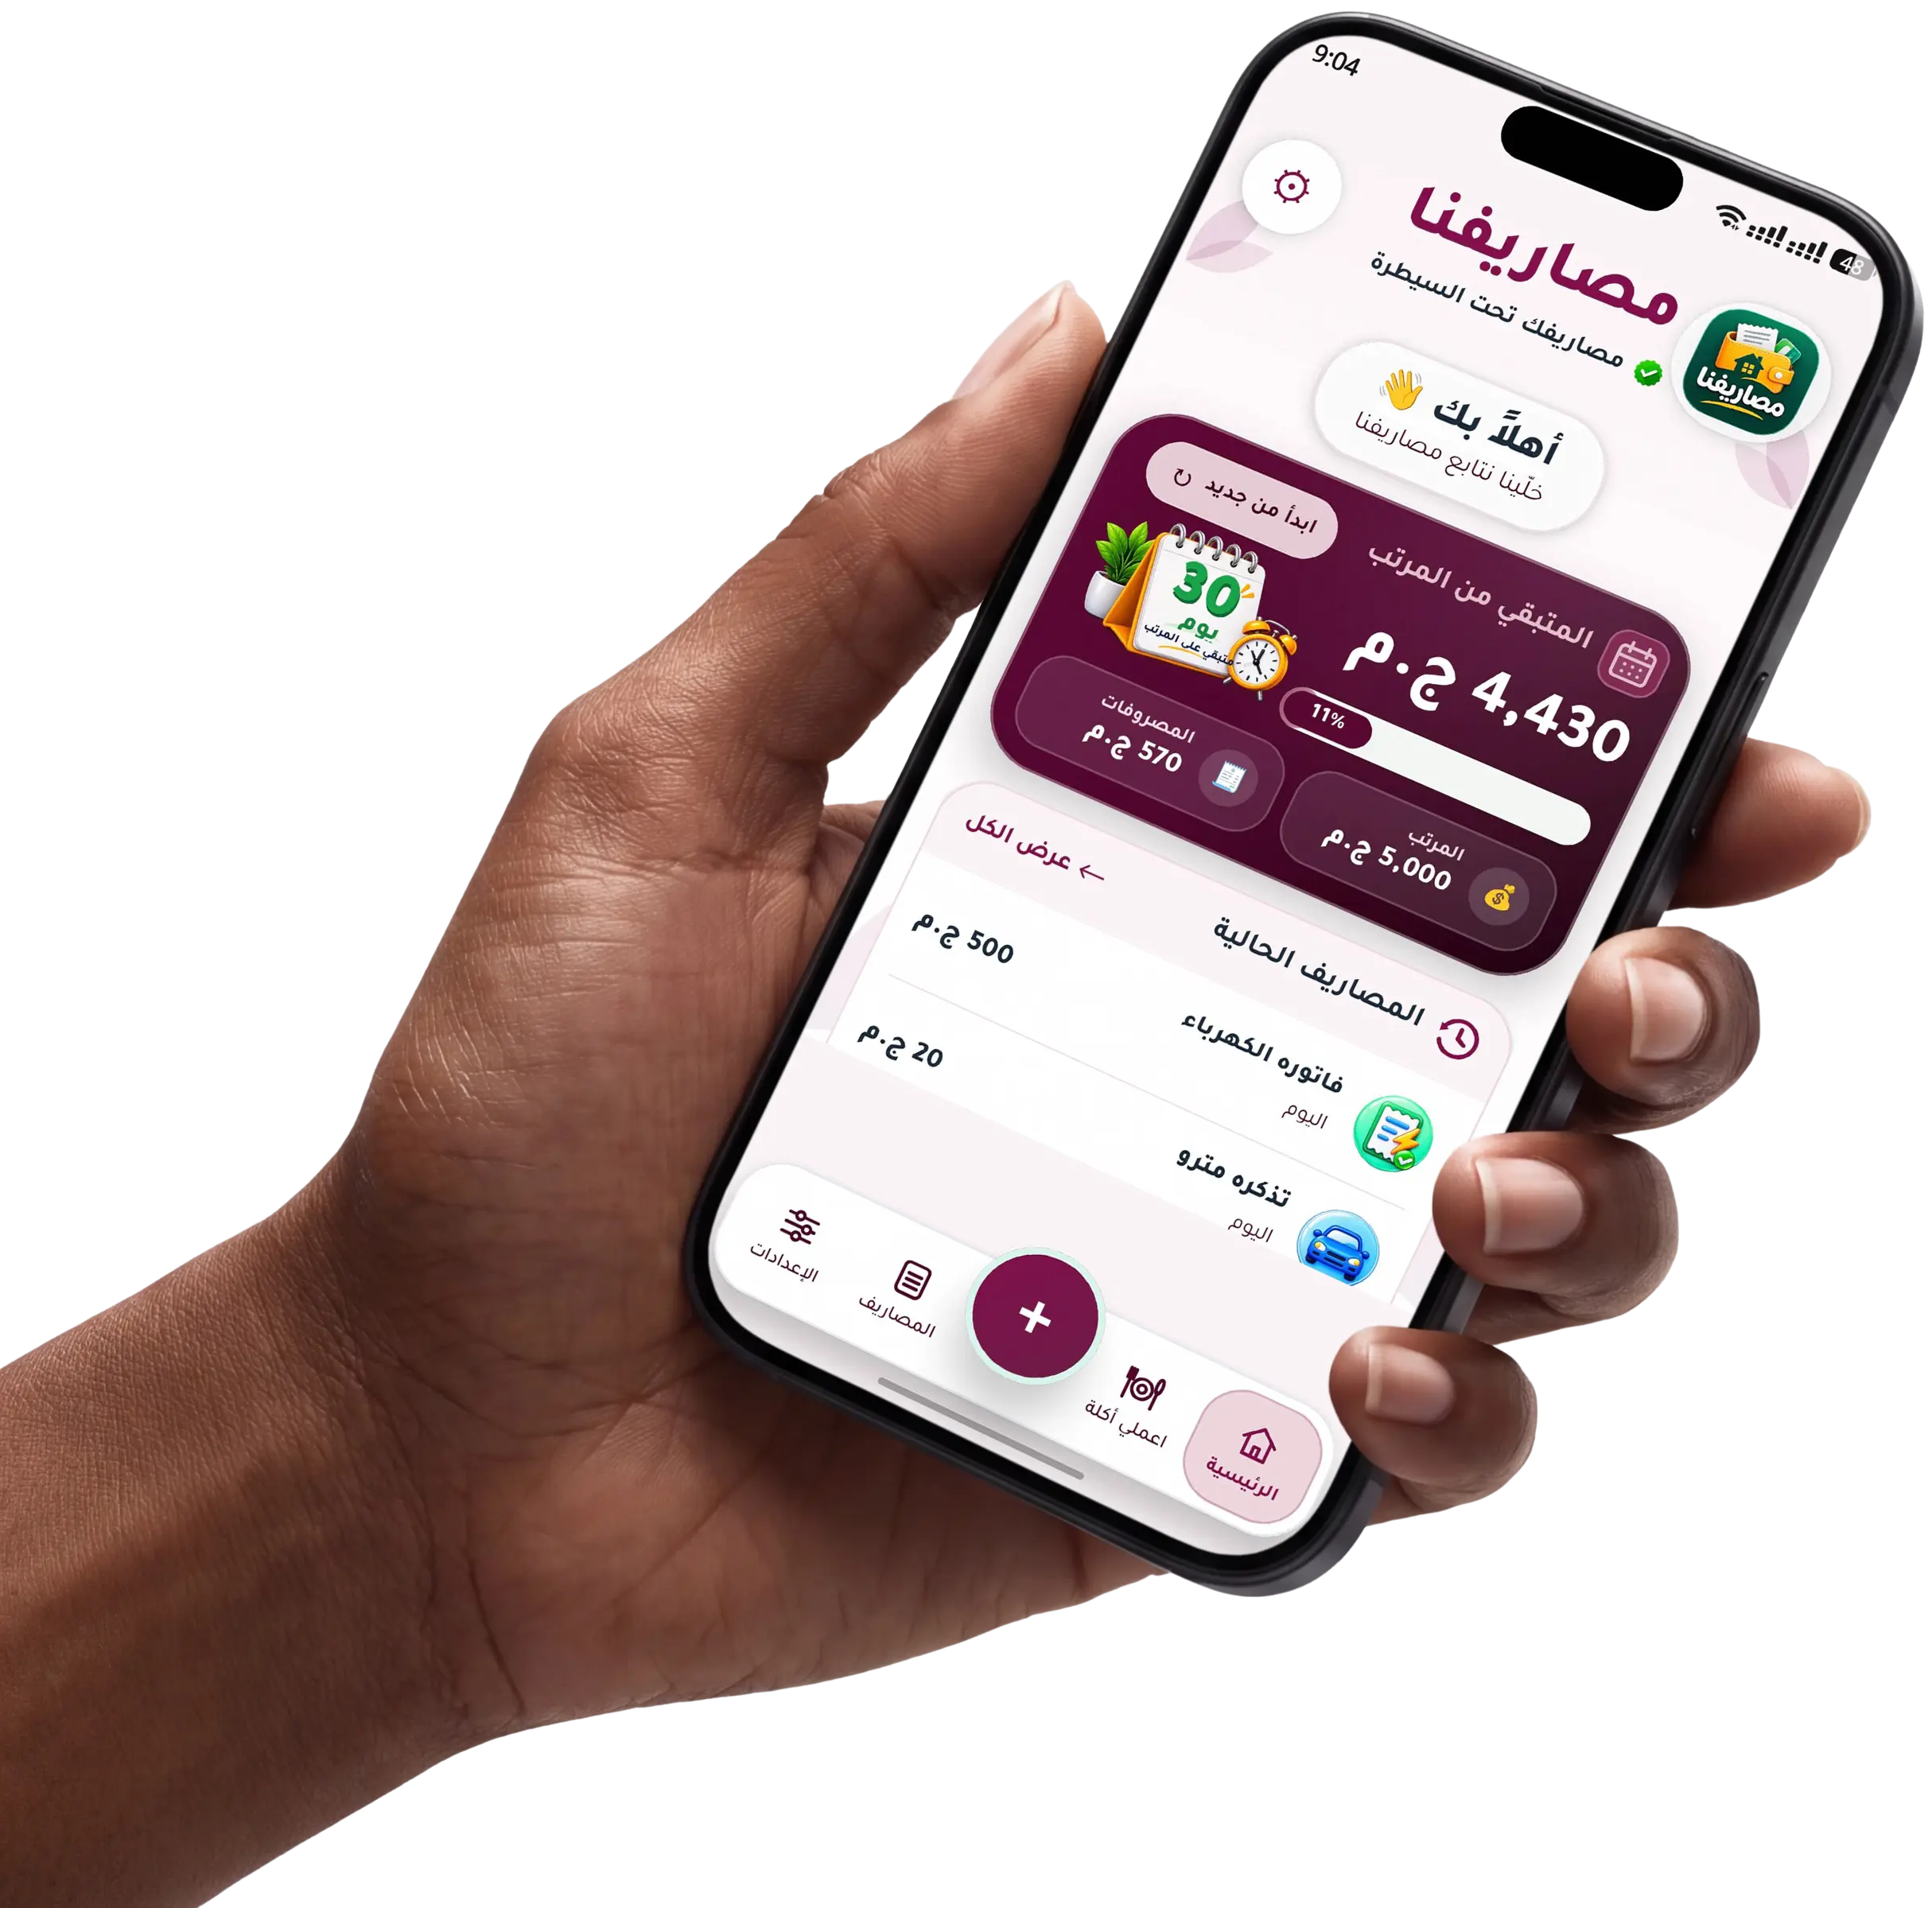 9:04
48
مصاريفنا
مصاريفك تحت السيطرة
مصاريفنا
أهلاً بك
خلّينا نتابع مصاريفنا
المتبقي من المرتب
ابدأ من جديد
4,430 ج.م
30
يوم
متبقي على المرتب
11%
المرتب
5,000 ج.م
المصروفات
570 ج.م
المصاريف الحالية
عرض الكل
فاتوره الكهرباء
اليوم
500 ج.م
تذكره مترو
اليوم
20 ج.م
الرئيسية
اعملي أكلة
+
المصاريف
الإعدادات